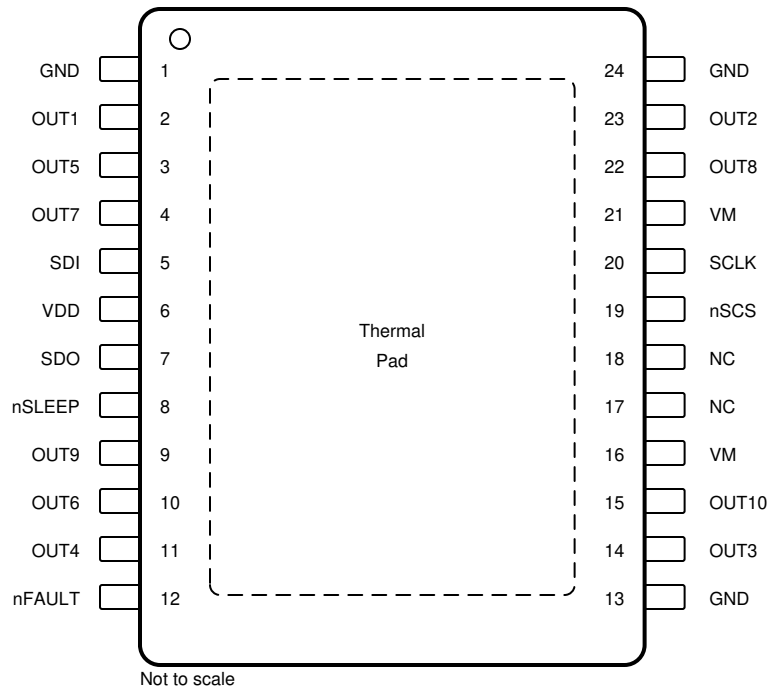 GND 1 24 GND
OUT1 2 23 OUT2
OUT5 3 22 OUT8
OUT7 4 21 VM
SDI 5 20 SCLK
VDD 6 19 nSCS
SDO 7 18 NC
nSLEEP 8 17 NC
OUT9 9 16 VM
OUT6 10 15 OUT10
OUT4 11 14 OUT3
nFAULT 12 13 GND
Thermal
Pad
Not to scale